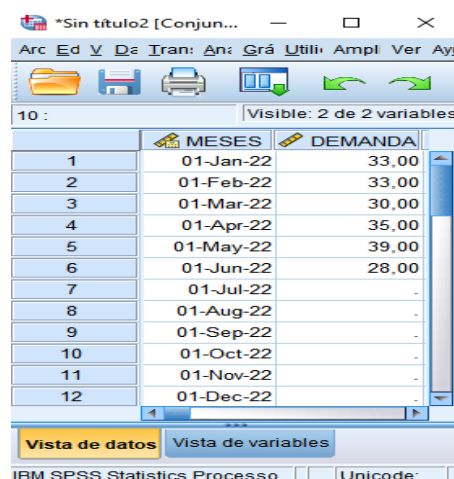 *Sin título2 [Conjun...
Arc Ed V Da Tran: Ana Grá Utili Ampli Ver Ay
10 : Visible: 2 de 2 variables
MESES DEMANDA
1 01-Jan-22 33,00
2 01-Feb-22 33,00
3 01-Mar-22 30,00
4 01-Apr-22 35,00
5 01-May-22 39,00
6 01-Jun-22 28,00
7 01-Jul-22 .
8 01-Aug-22 .
9 01-Sep-22 .
10 01-Oct-22 .
11 01-Nov-22 .
12 01-Dec-22 .
Vista de datos Vista de variables
IBM SPSS Statistics Processo Unicode: